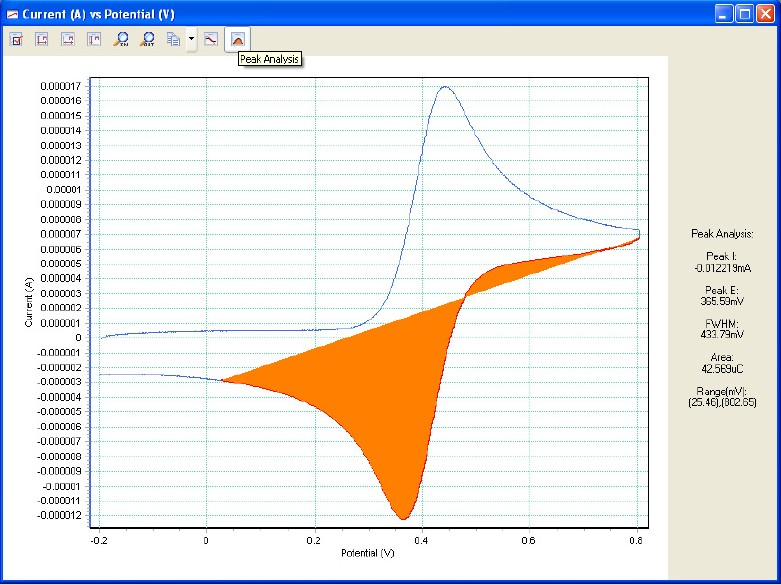 Current (A) vs Potential (V)
Peak Analysis
0.000017
0.000016
0.000015
0.000014
0.000013
0.000012
0.000011
0.00001
0.000009
0.000008
0.000007
0.000006
0.000005
0.000004
0.000003
0.000002
0.000001
0
-0.000001
-0.000002
-0.000003
-0.000004
-0.000005
-0.000006
-0.000007
-0.000008
-0.000009
-0.00001
-0.000011
-0.000012
Current (A)
-0.2
0
0.2
0.4
0.6
0.8
Potential (V)
Peak Analysis:
Peak I:
-0.012219mA
Peak E:
365.59mV
FWHM:
433.79mV
Area:
42.569uC
Range(mV):
(25.46),(802.65)